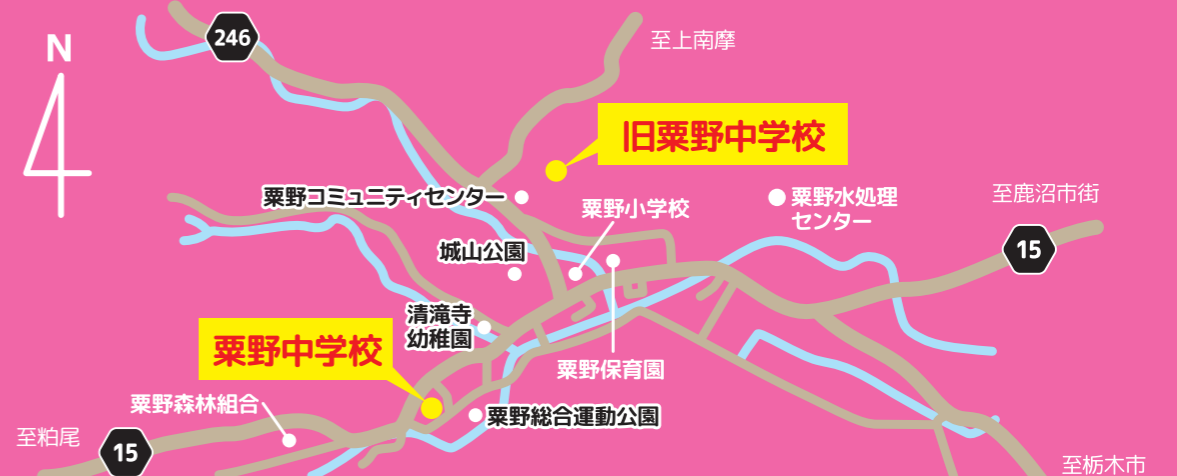 N
246
至上南摩
旧粟野中学校
粟野コミュニティセンター
粟野小学校
粟野水処理
センター
至鹿沼市街
城山公園
15
清滝寺
幼稚園
粟野中学校
粟野保育園
粟野森林組合
粟野総合運動公園
至粕尾
15
至栃木市